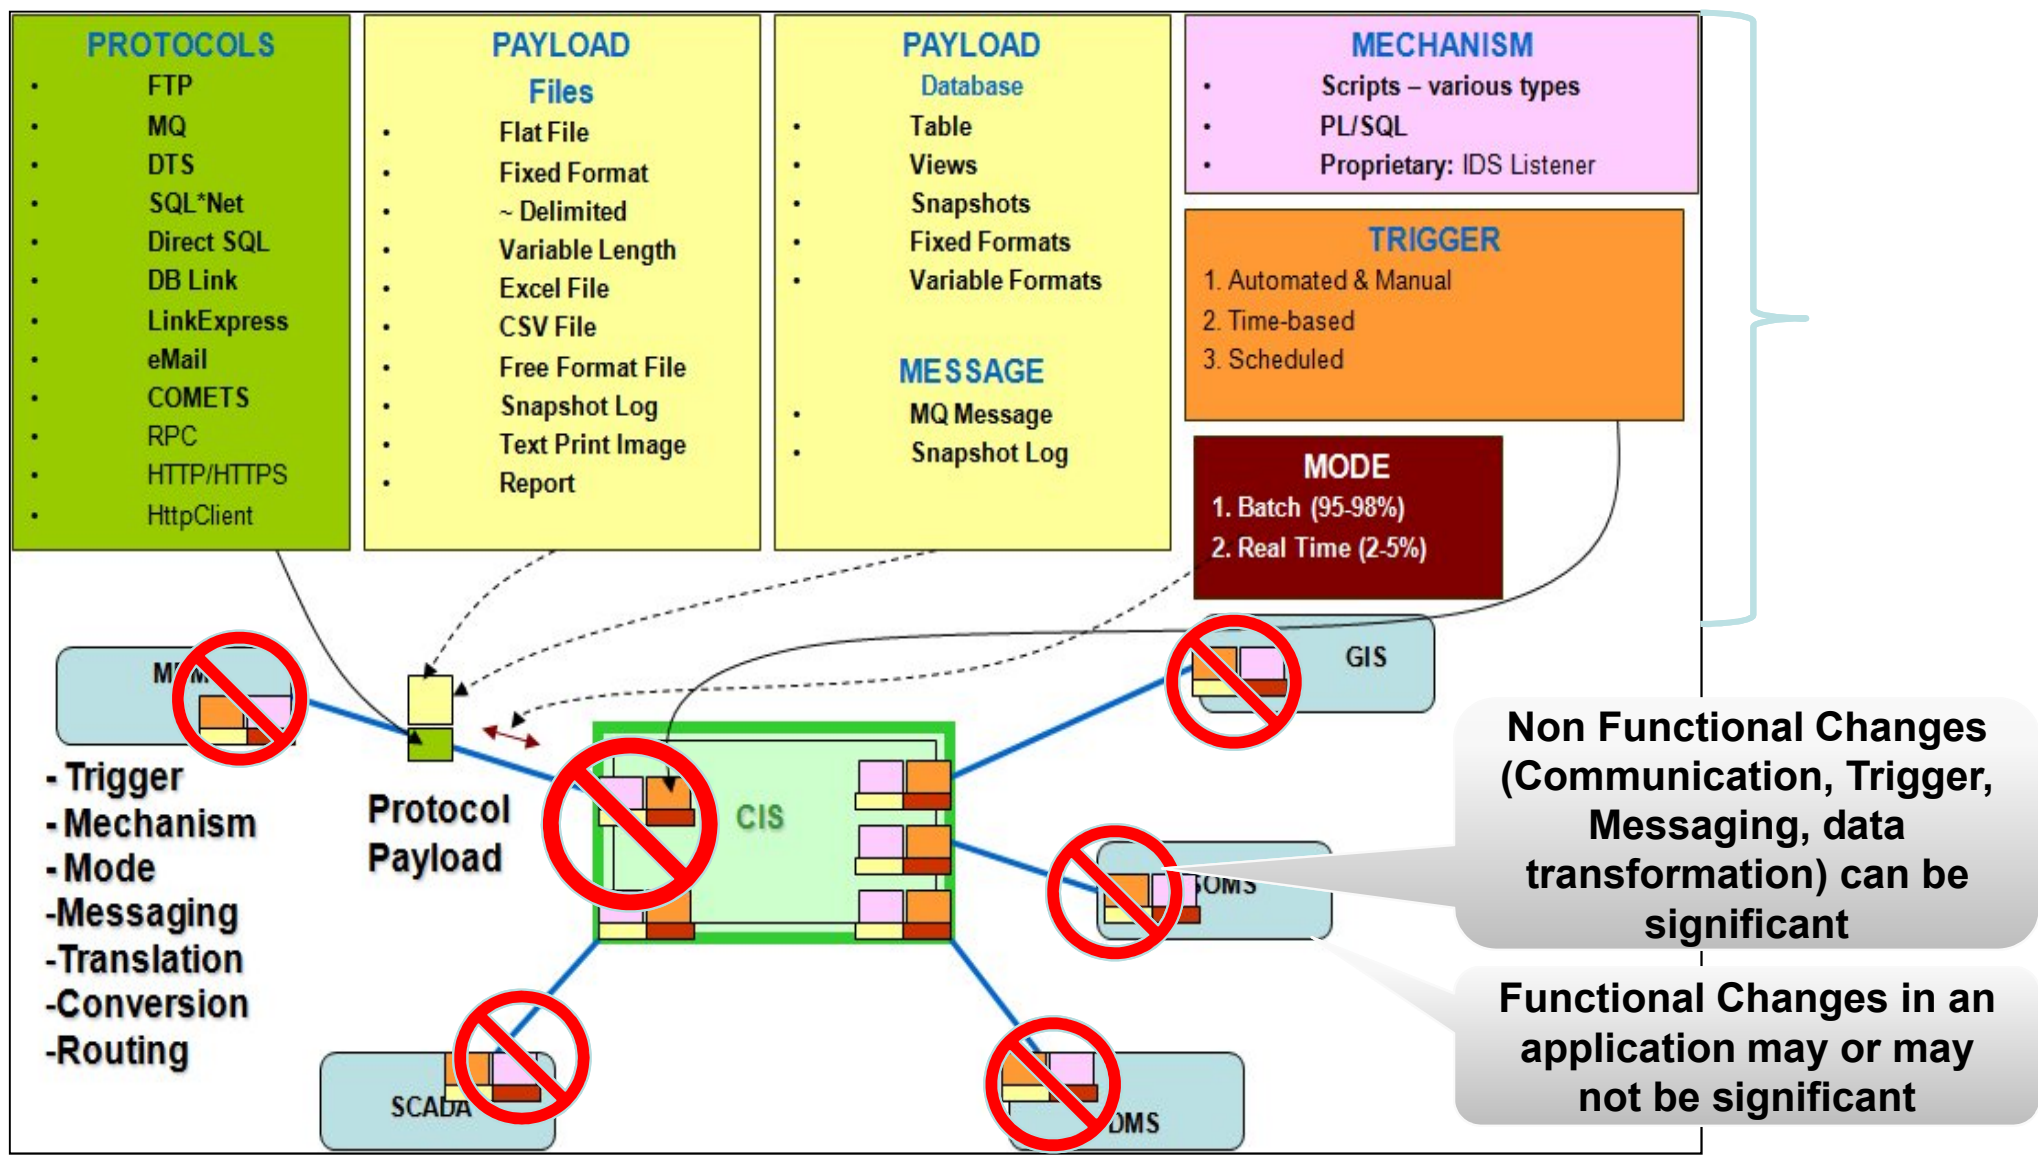 PROTOCOLS
• FTP
• MQ
• DTS
• SQL*Net
• Direct SQL
• DB Link
• LinkExpress
• eMail
• COMETS
• RPC
• HTTP/HTTPS
• HttpClient
PAYLOAD
Files
• Flat File
• Fixed Format
• ~ Delimited
• Variable Length
• Excel File
• CSV File
• Free Format File
• Snapshot Log
• Text Print Image
• Report
PAYLOAD
Database
• Table
• Views
• Snapshots
• Fixed Formats
• Variable Formats
MESSAGE
• MQ Message
• Snapshot Log
MECHANISM
• Scripts – various types
• PL/SQL
• Proprietary: IDS Listener
TRIGGER
1. Automated & Manual
2. Time-based
3. Scheduled
MODE
1. Batch (95-98%)
2. Real Time (2-5%)
GIS
- Trigger
- Mechanism
- Mode
-Messaging
-Translation
-Conversion
-Routing
Protocol
Payload
CIS
SCADA
DMS
Non Functional Changes
(Communication, Trigger,
Messaging, data
transformation) can be
significant
Functional Changes in an
application may or may
not be significant